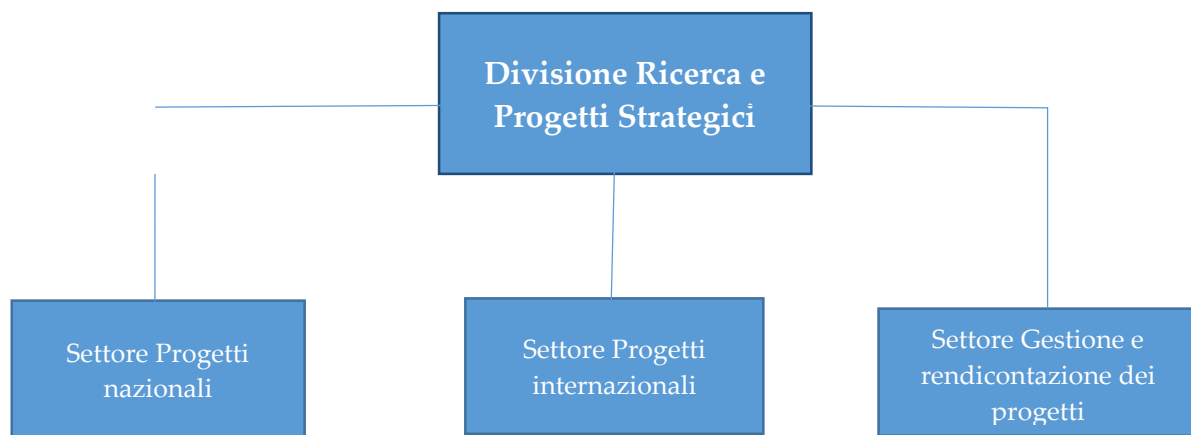 Divisione Ricerca e
Progetti Strategici
Settore Progetti
nazionali
Settore Progetti
internazionali
Settore Gestione e
rendicontazione dei
progetti